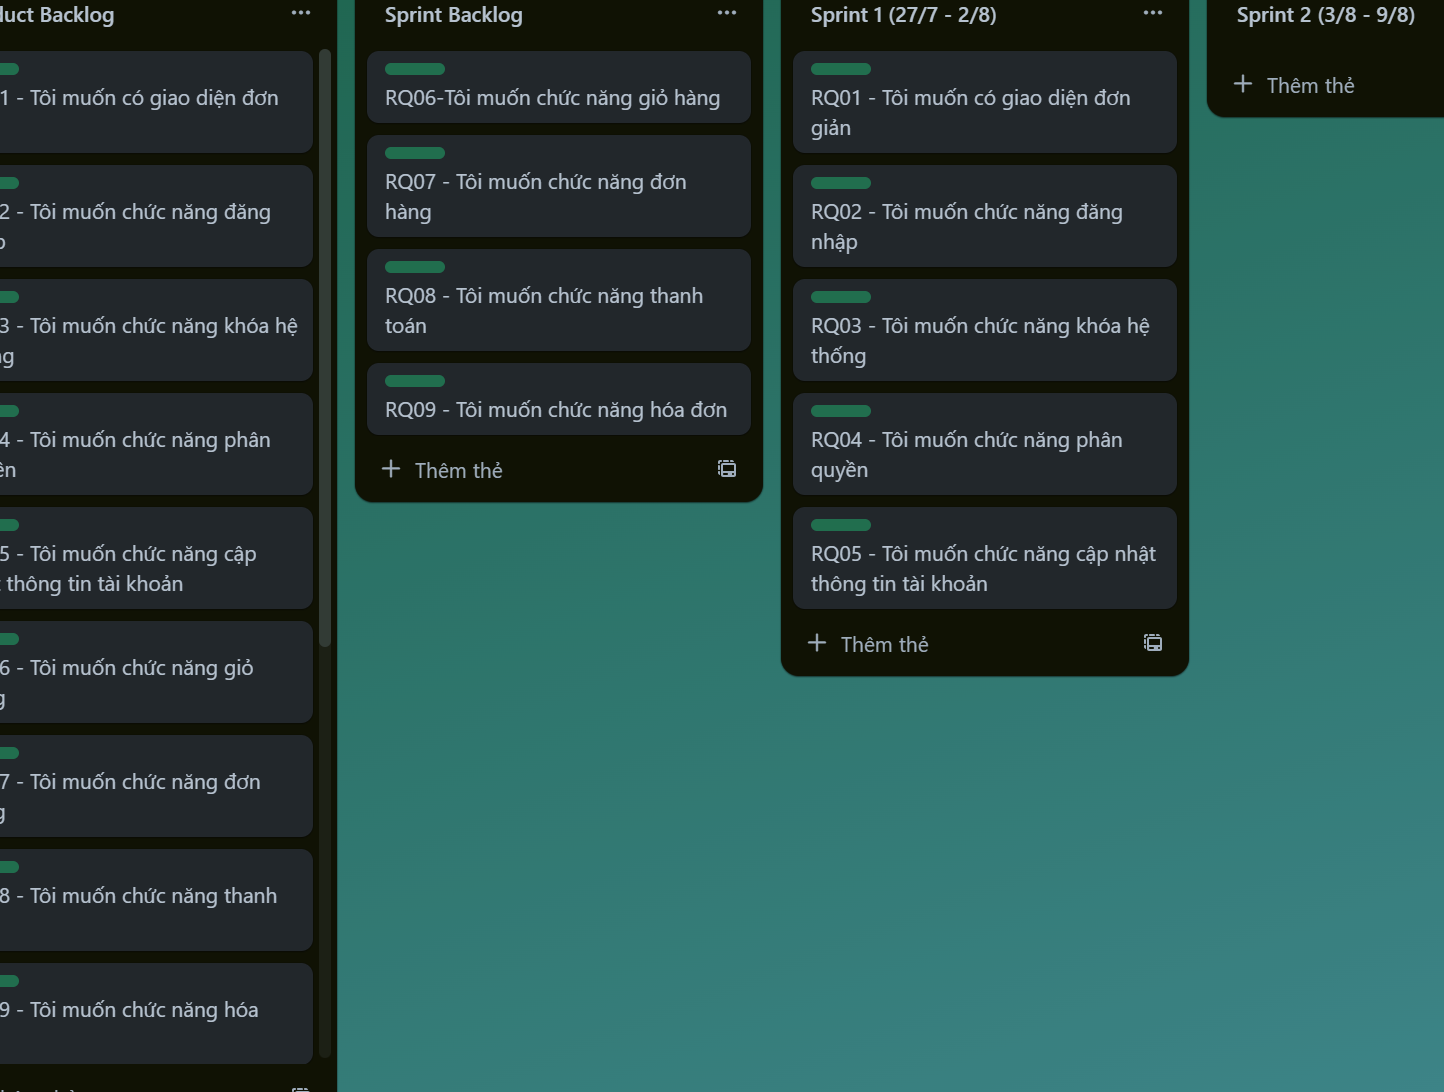 duct Backlog
1 - Tôi muốn có giao diện đơn
2 - Tôi muốn chức năng đăng
p
3 - Tôi muốn chức năng khóa hệ
ng
4 - Tôi muốn chức năng phân
ền
5 - Tôi muốn chức năng cập
thông tin tài khoản
6 - Tôi muốn chức năng giỏ
g
7 - Tôi muốn chức năng đơn
g
8 - Tôi muốn chức năng thanh
9 - Tôi muốn chức năng hóa
Sprint Backlog
RQ06-Tôi muốn chức năng giỏ hàng
RQ07 - Tôi muốn chức năng đơn
hàng
RQ08 - Tôi muốn chức năng thanh
toán
RQ09 - Tôi muốn chức năng hóa đơn
Thêm thẻ
Sprint 1 (27/7 - 2/8)
RQ01 - Tôi muốn có giao diện đơn
giản
RQ02 - Tôi muốn chức năng đăng
nhập
RQ03 - Tôi muốn chức năng khóa hệ
thống
RQ04 - Tôi muốn chức năng phân
quyền
RQ05 - Tôi muốn chức năng cập nhật
thông tin tài khoản
Thêm thẻ
Sprint 2 (3/8 - 9/8)
Thêm thẻ